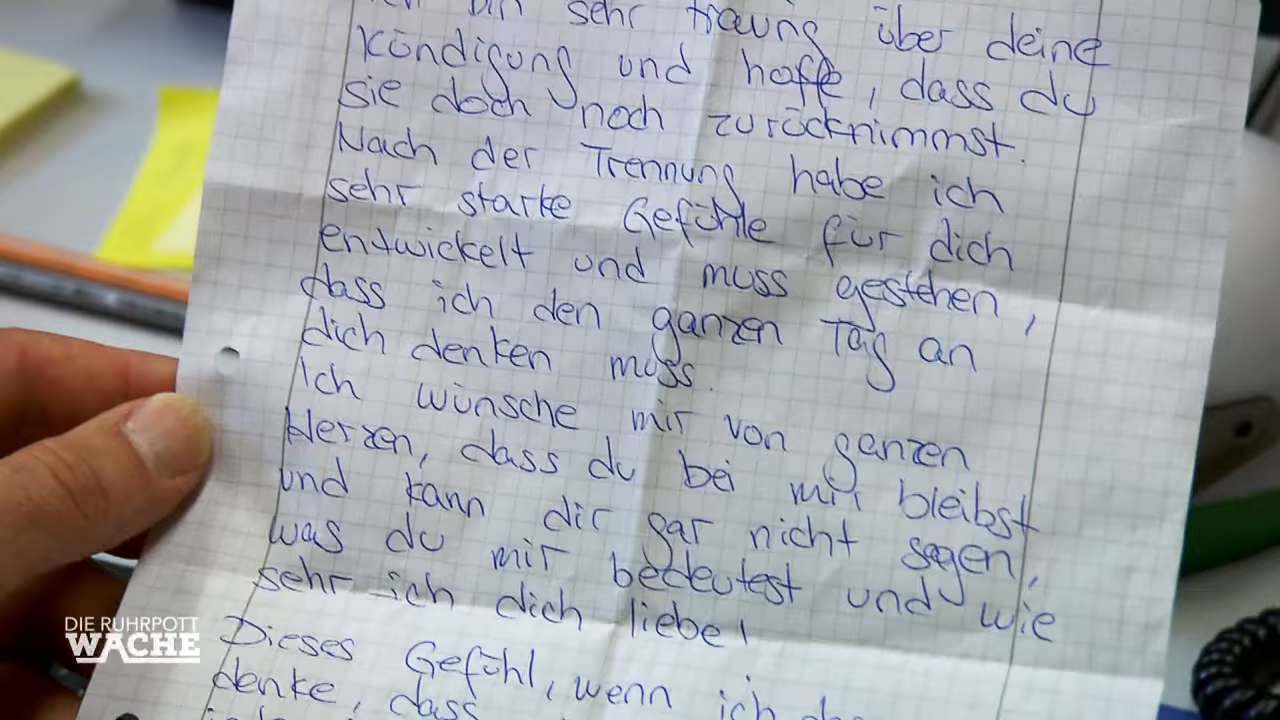 sehr traurig über deine
Kündigung und hoffe, dass du
sie doch noch zurücknimmst.
Nach der Trennung habe ich
sehr starke Gefühle für dich
entwickelt und muss gestehen,
dass ich den ganzen Tag an
dich denken muss.
Ich wünsche mir von ganzen
Herzen, dass du bei mir bleibst
und kann dir gar nicht sagen,
was du mir bedeutest und wie
sehr ich dich liebe!
Dieses Gefühl, wenn ich
denke, dass
DIE RUHRPOTT
WACHE